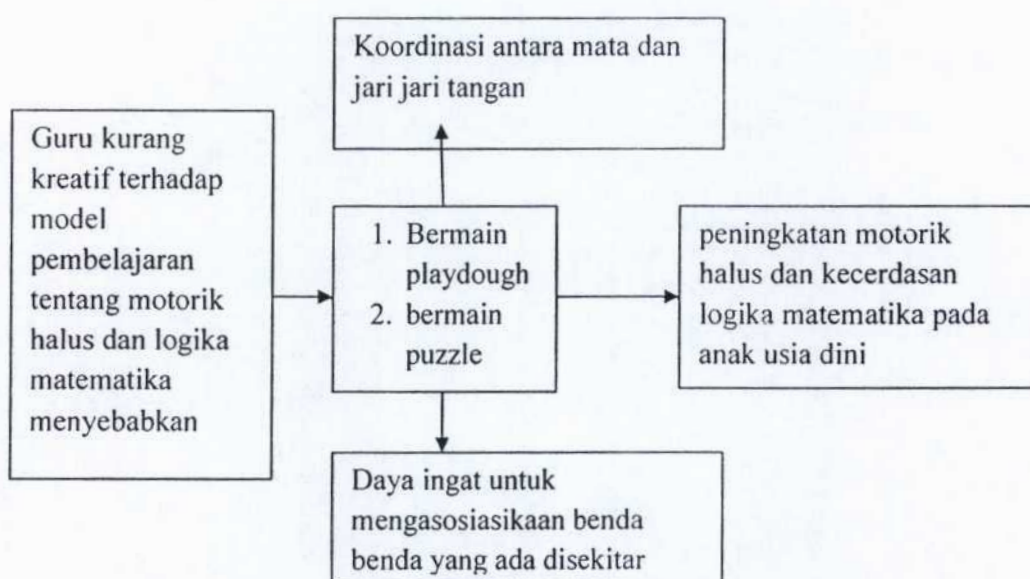 Koordinasi antara mata dan
jari jari tangan
Guru kurang
kreatif terhadap
model
pembelajaran
tentang motorik
halus dan logika
matematika
menyebabkan
1. Bermain
playdough
2. bermain
puzzle
peningkatan motorik
halus dan kecerdasan
logika matematika pada
anak usia dini
Daya ingat untuk
mengasosiasikaan benda
benda yang ada disekitar